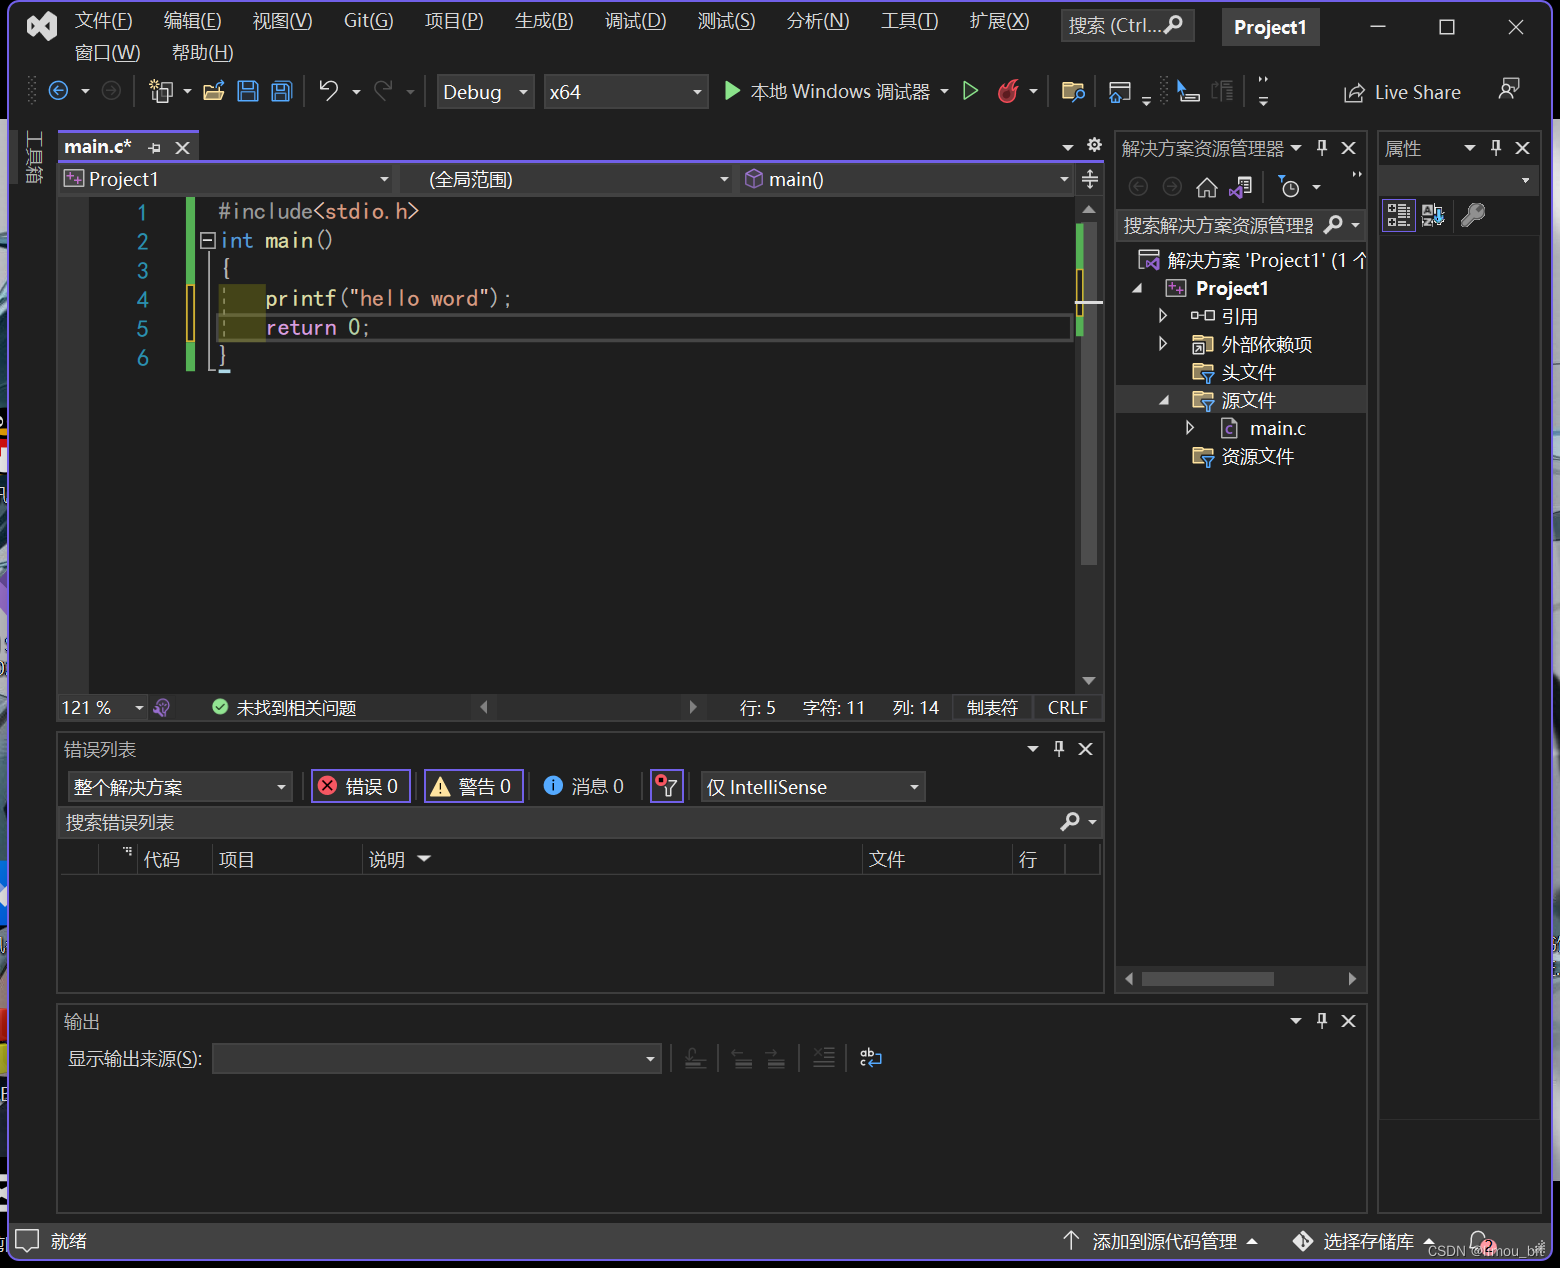 文件(F) 编辑(E) 视图(V) Git(G) 项目(P) 生成(B) 调试(D) 测试(S) 分析(N) 工具(T) 扩展(X) 搜索 (Ctrl... Project1
窗口(W) 帮助(H)
Debug x64 本地 Windows 调试器 Live Share
工具箱
main.c*
Project1 (全局范围) main()
1 #include<stdio.h>
2 int main()
3 {
4 printf("hello word");
5 return 0;
6 }
121 % 未找到相关问题 行: 5 字符: 11 列: 14 制表符 CRLF
错误列表
整个解决方案 错误 0 警告 0 消息 0 仅 IntelliSense
搜索错误列表
代码 项目 说明 文件 行
输出
显示输出来源(S):
解决方案资源管理器
搜索解决方案资源管理器
解决方案 'Project1' (1 个
Project1
引用
外部依赖项
头文件
源文件
main.c
资源文件
属性
就绪 添加到源代码管理 选择存储库 2